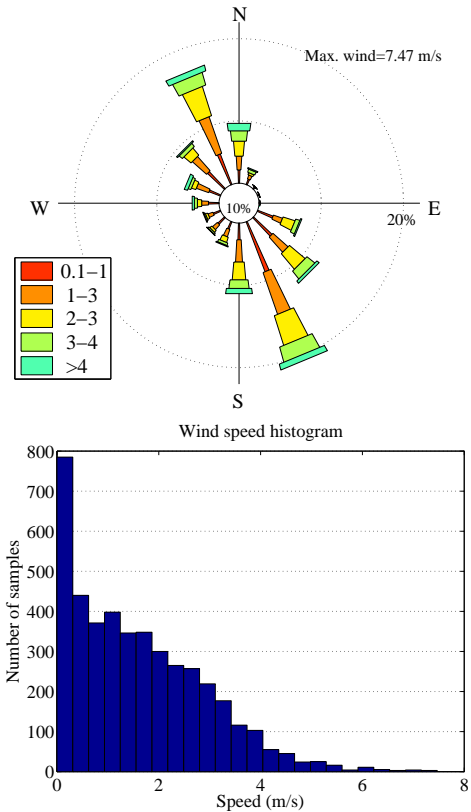 N
Max. wind=7.47 m/s
W
10%
E
20%
0.1−1
1−3
2−3
3−4
>4
S
Wind speed histogram
800
700
600
500
400
300
200
100
0
Number of samples
0
2
4
6
8
Speed (m/s)